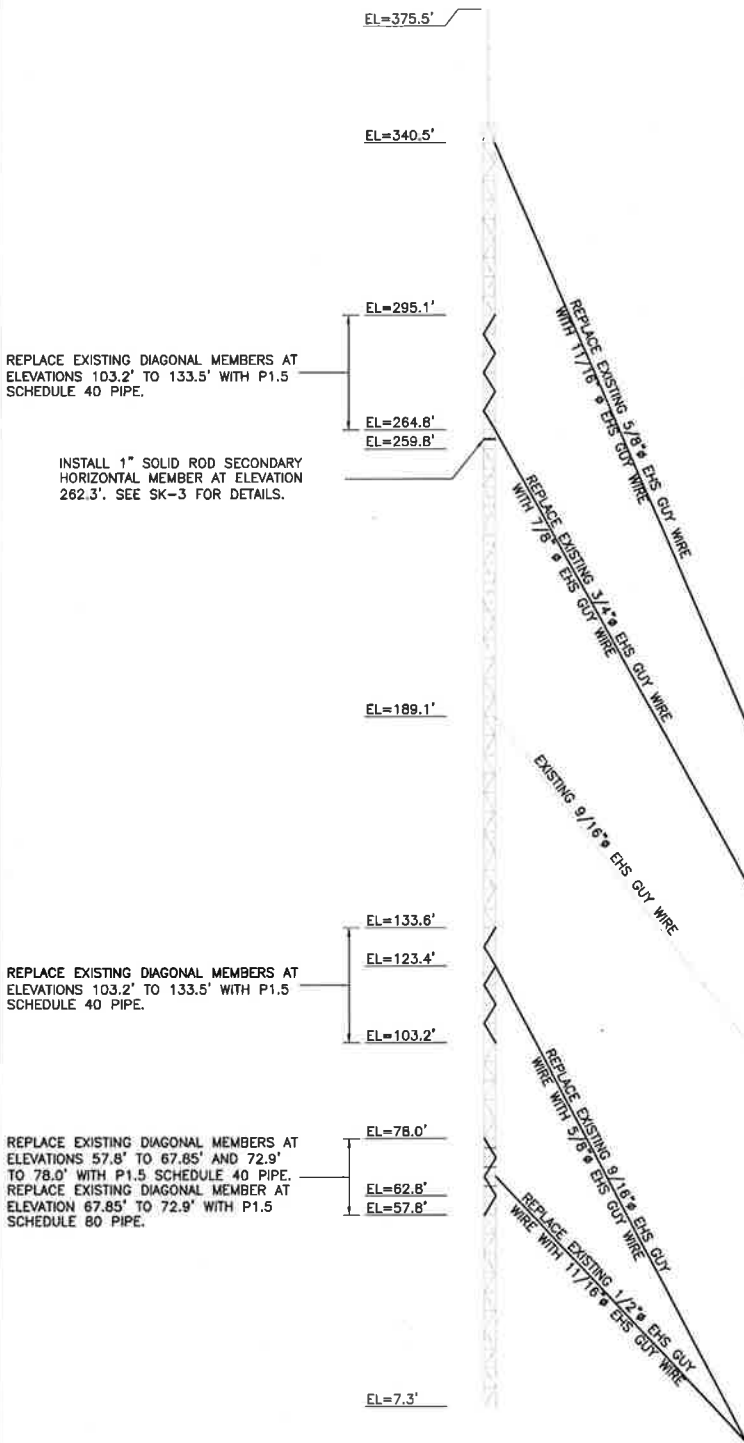 EL=375.5'
EL=340.5'
EL=295.1'
REPLACE EXISTING 5/8"ø EHS GUY WIRE
WITH 11/16" ø EHS GUY WIRE
REPLACE EXISTING DIAGONAL MEMBERS AT
ELEVATIONS 103.2' TO 133.5' WITH P1.5
SCHEDULE 40 PIPE.
EL=264.8'
EL=259.8'
INSTALL 1" SOLID ROD SECONDARY
HORIZONTAL MEMBER AT ELEVATION
262.3'. SEE SK-3 FOR DETAILS.
REPLACE EXISTING 3/4"ø EHS GUY WIRE
WITH 7/8" ø EHS GUY WIRE
EL=189.1'
EXISTING 9/16"ø EHS GUY WIRE
EL=133.6'
EL=123.4'
REPLACE EXISTING DIAGONAL MEMBERS AT
ELEVATIONS 103.2' TO 133.5' WITH P1.5
SCHEDULE 40 PIPE.
EL=103.2'
REPLACE EXISTING 9/16"ø EHS GUY
WIRE WITH 5/8"ø EHS GUY WIRE
EL=78.0'
REPLACE EXISTING DIAGONAL MEMBERS AT
ELEVATIONS 57.8' TO 67.85' AND 72.9'
TO 78.0' WITH P1.5 SCHEDULE 40 PIPE.
REPLACE EXISTING DIAGONAL MEMBER AT
ELEVATION 67.85' TO 72.9' WITH P1.5
SCHEDULE 80 PIPE.
EL=62.8'
EL=57.8'
REPLACE EXISTING 1/2"ø EHS GUY
WIRE WITH 11/16"ø EHS GUY WIRE
EL=7.3'